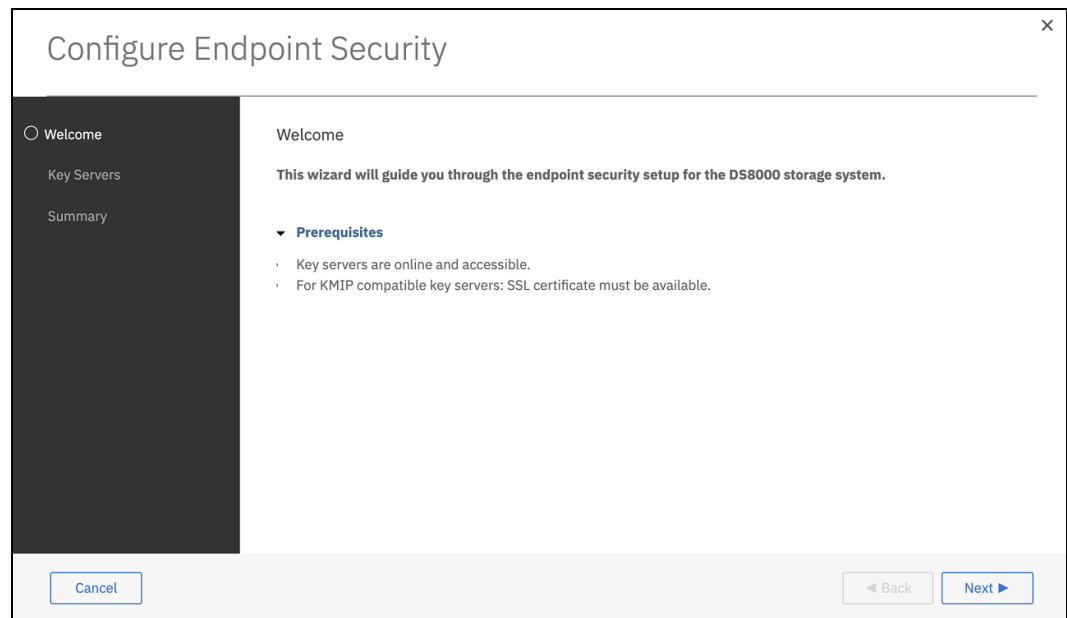 Configure Endpoint Security
Welcome
Key Servers
Summary
Welcome
This wizard will guide you through the endpoint security setup for the DS8000 storage system.
Prerequisites
Key servers are online and accessible.
For KMIP compatible key servers: SSL certificate must be available.
Cancel
Back
Next